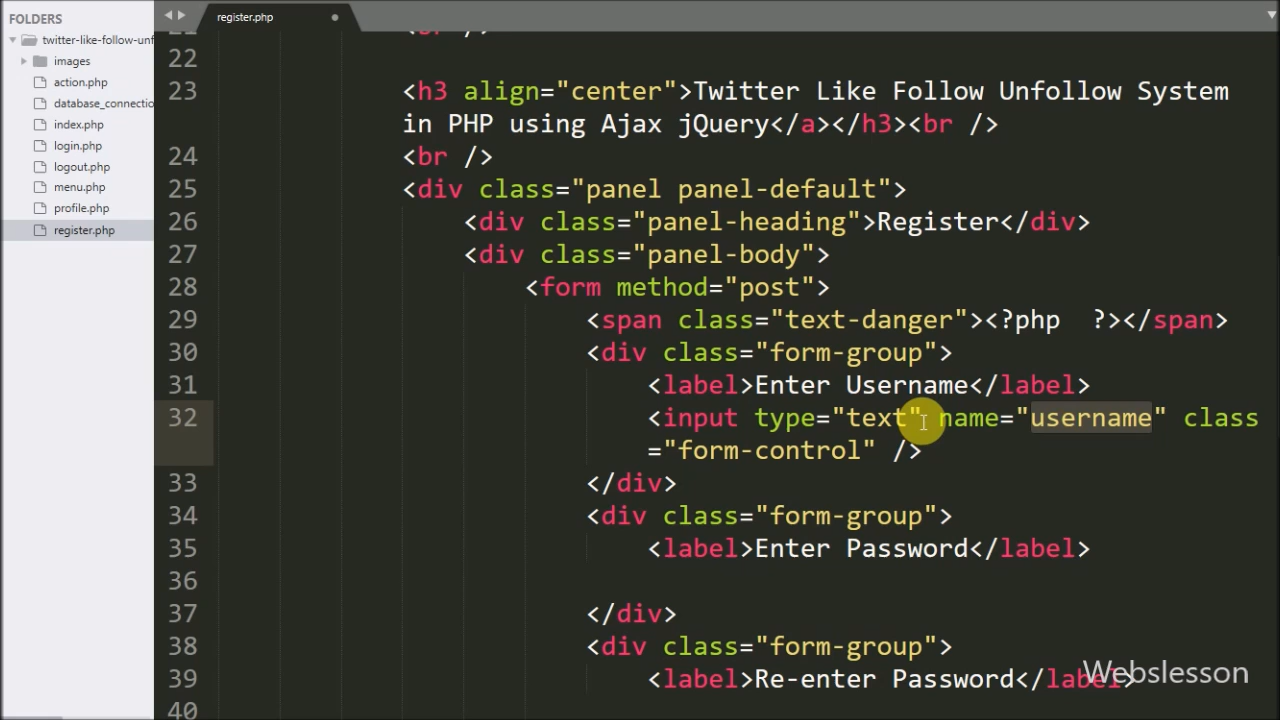 FOLDERS
twitter-like-follow-unf
images
action.php
database_connectio
index.php
login.php
logout.php
menu.php
profile.php
register.php
register.php
22
23 <h3 align="center">Twitter Like Follow Unfollow System
in PHP using Ajax jQuery</a></h3><br />
24 <br />
25 <div class="panel panel-default">
26 <div class="panel-heading">Register</div>
27 <div class="panel-body">
28 <form method="post">
29 <span class="text-danger"><?php  ?></span>
30 <div class="form-group">
31 <label>Enter Username</label>
32 <input type="text" name="username" class
="form-control" />
33 </div>
34 <div class="form-group">
35 <label>Enter Password</label>
36
37 </div>
38 <div class="form-group">
39 <label>Re-enter Password</label>
40
Webslesson